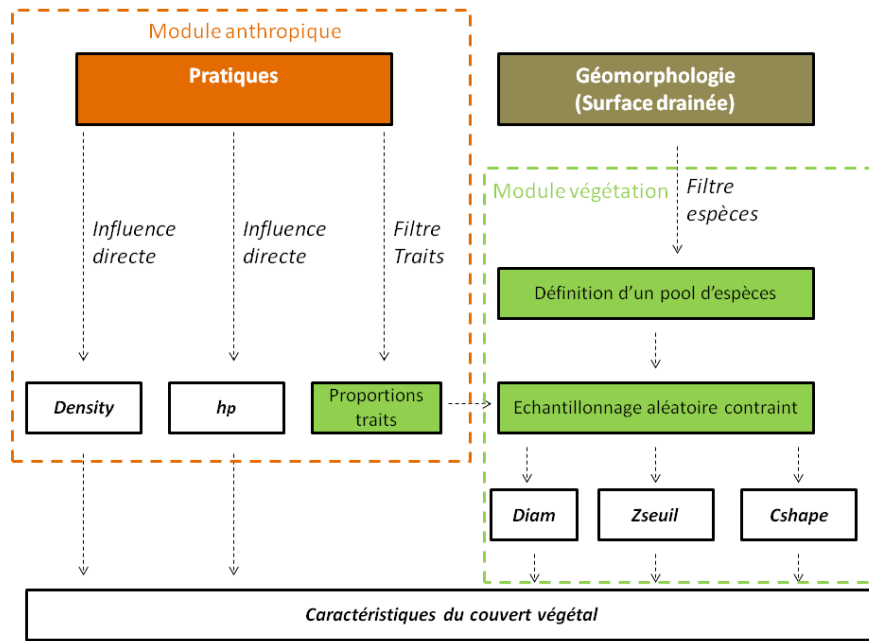 Module anthropique
Pratiques
Géomorphologie
(Surface drainée)
Module végétation
Filtre
espèces
Influence
directe
Influence
directe
Filtre
Traits
Définition d'un pool d'espèces
Density
hp
Proportions
traits
Echantillonnage aléatoire contraint
Diam
Zseuil
Cshape
Caractéristiques du couvert végétal